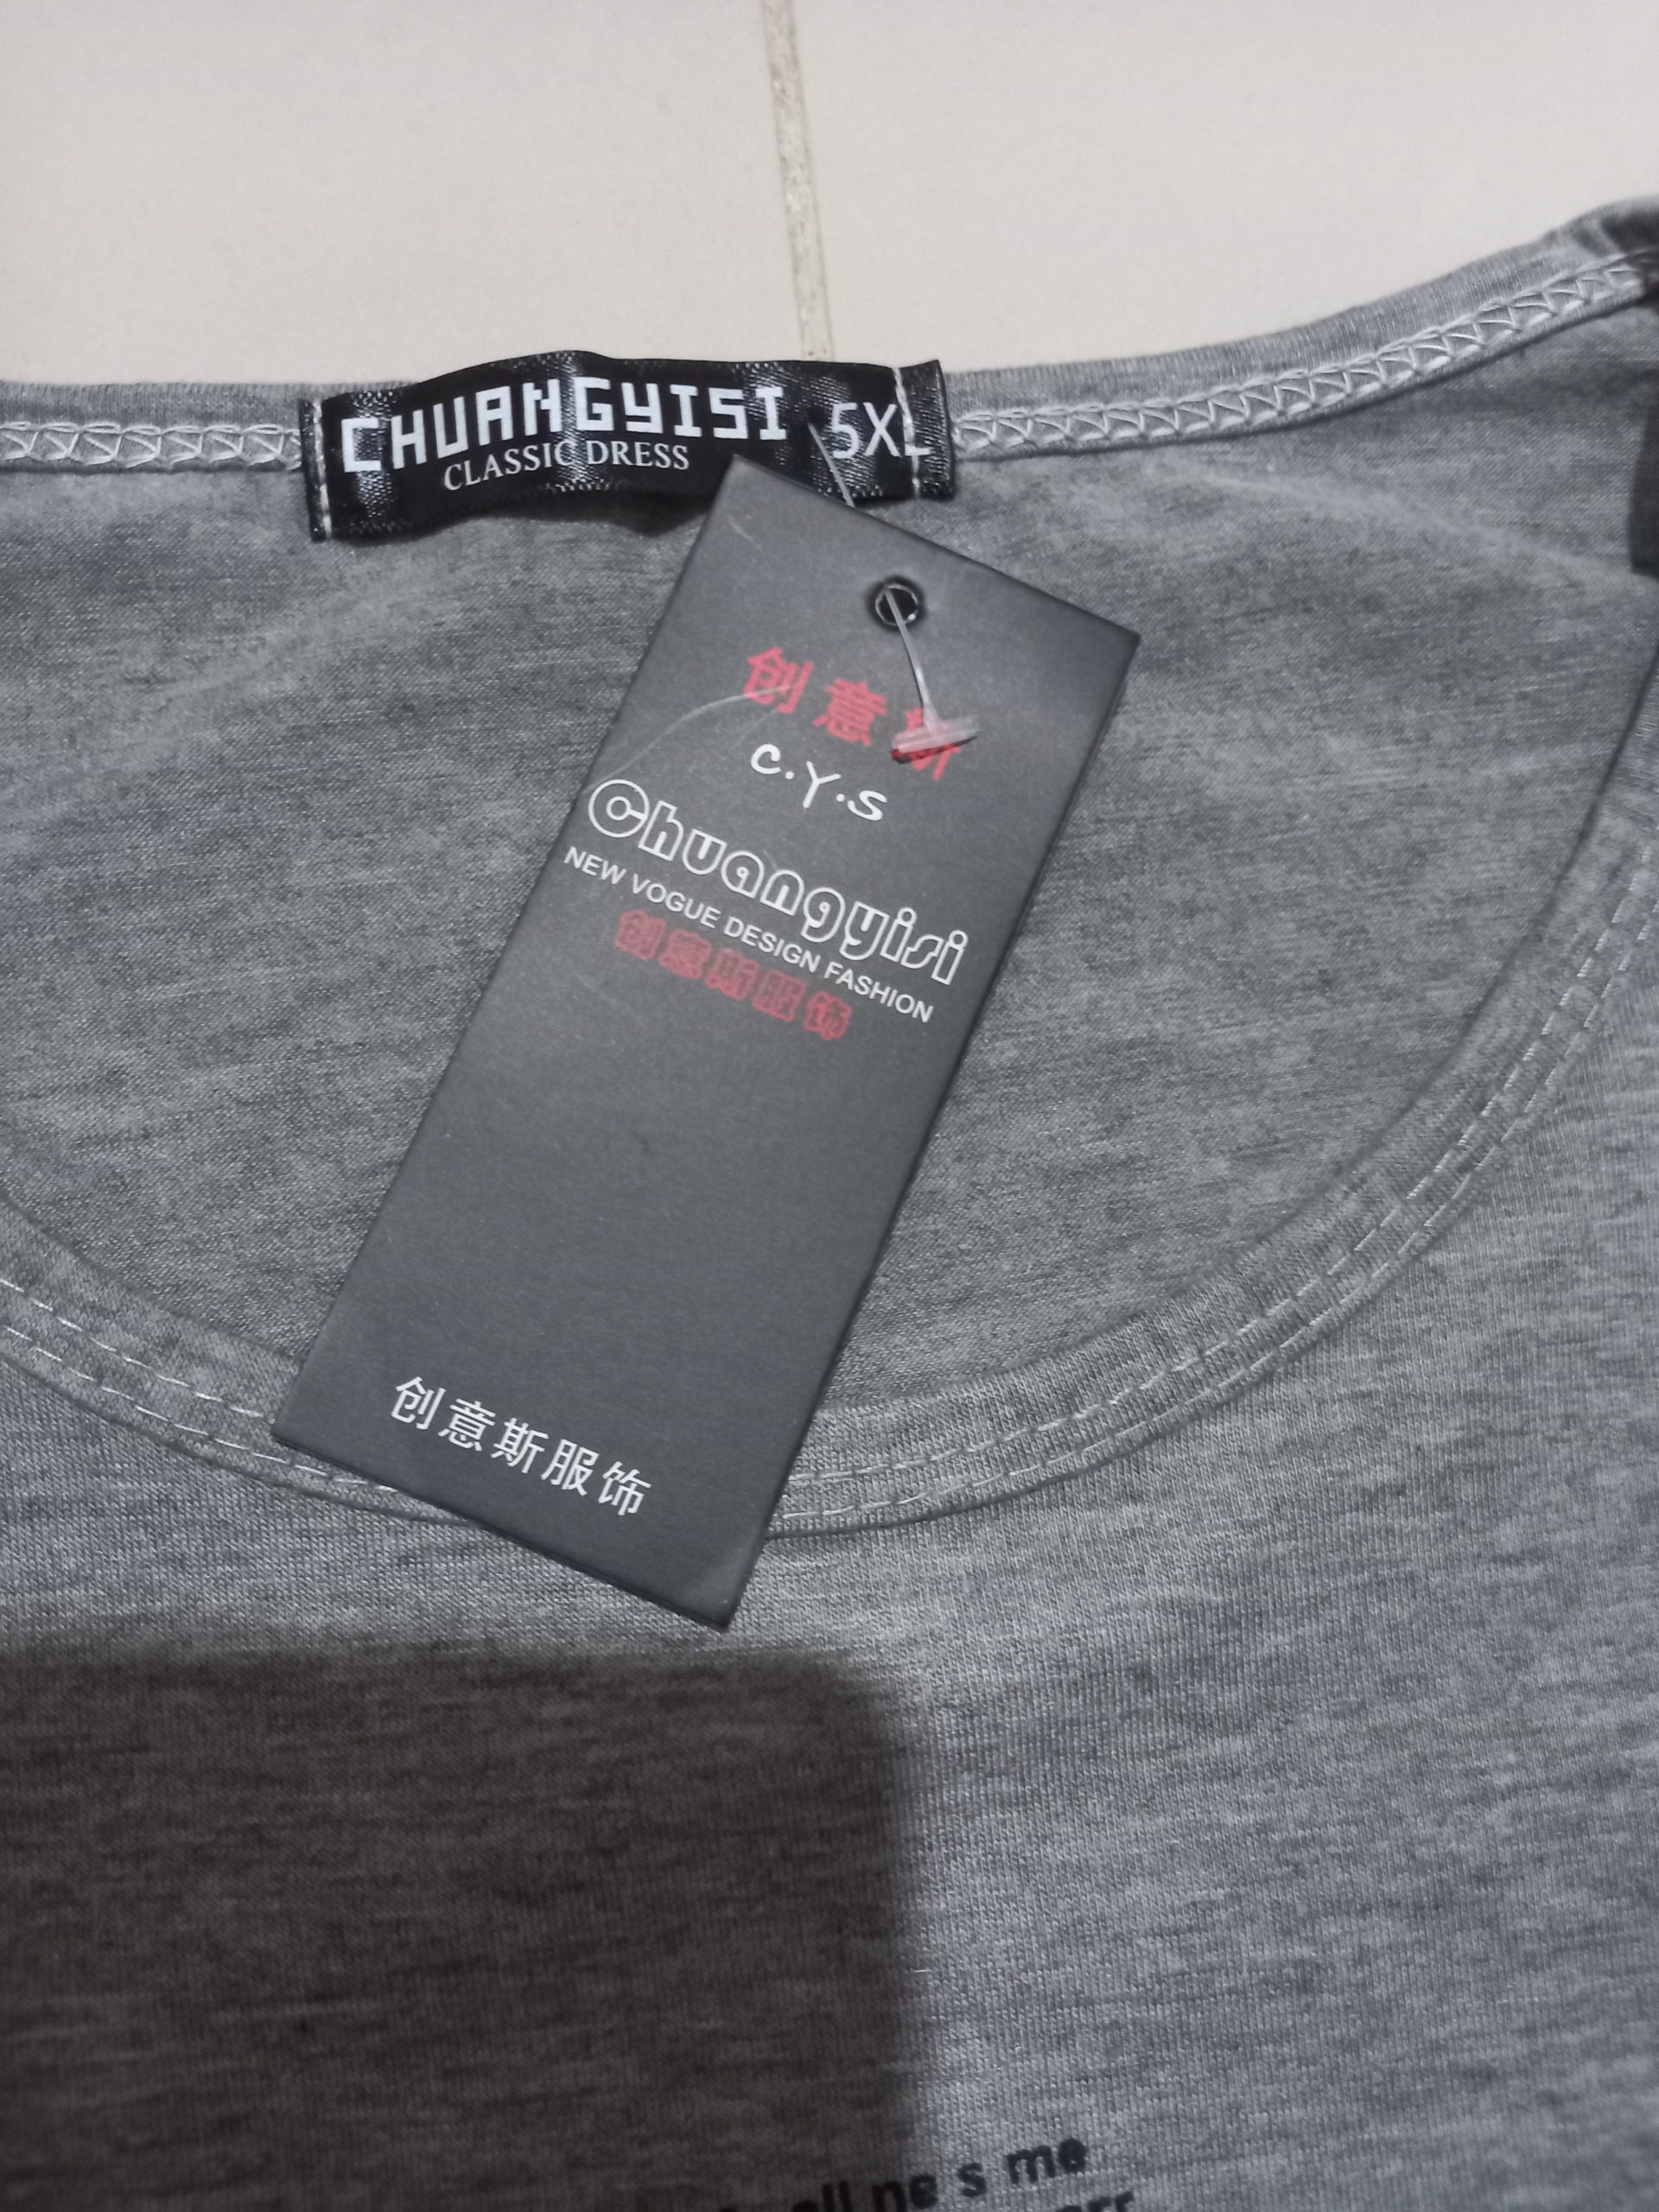 CHUANGYISI 5XL
CLASSIC DRESS
创意斯
C.Y.S
Chuangyisi
NEW VOGUE DESIGN FASHION
创意斯服饰
创意斯服饰
s me